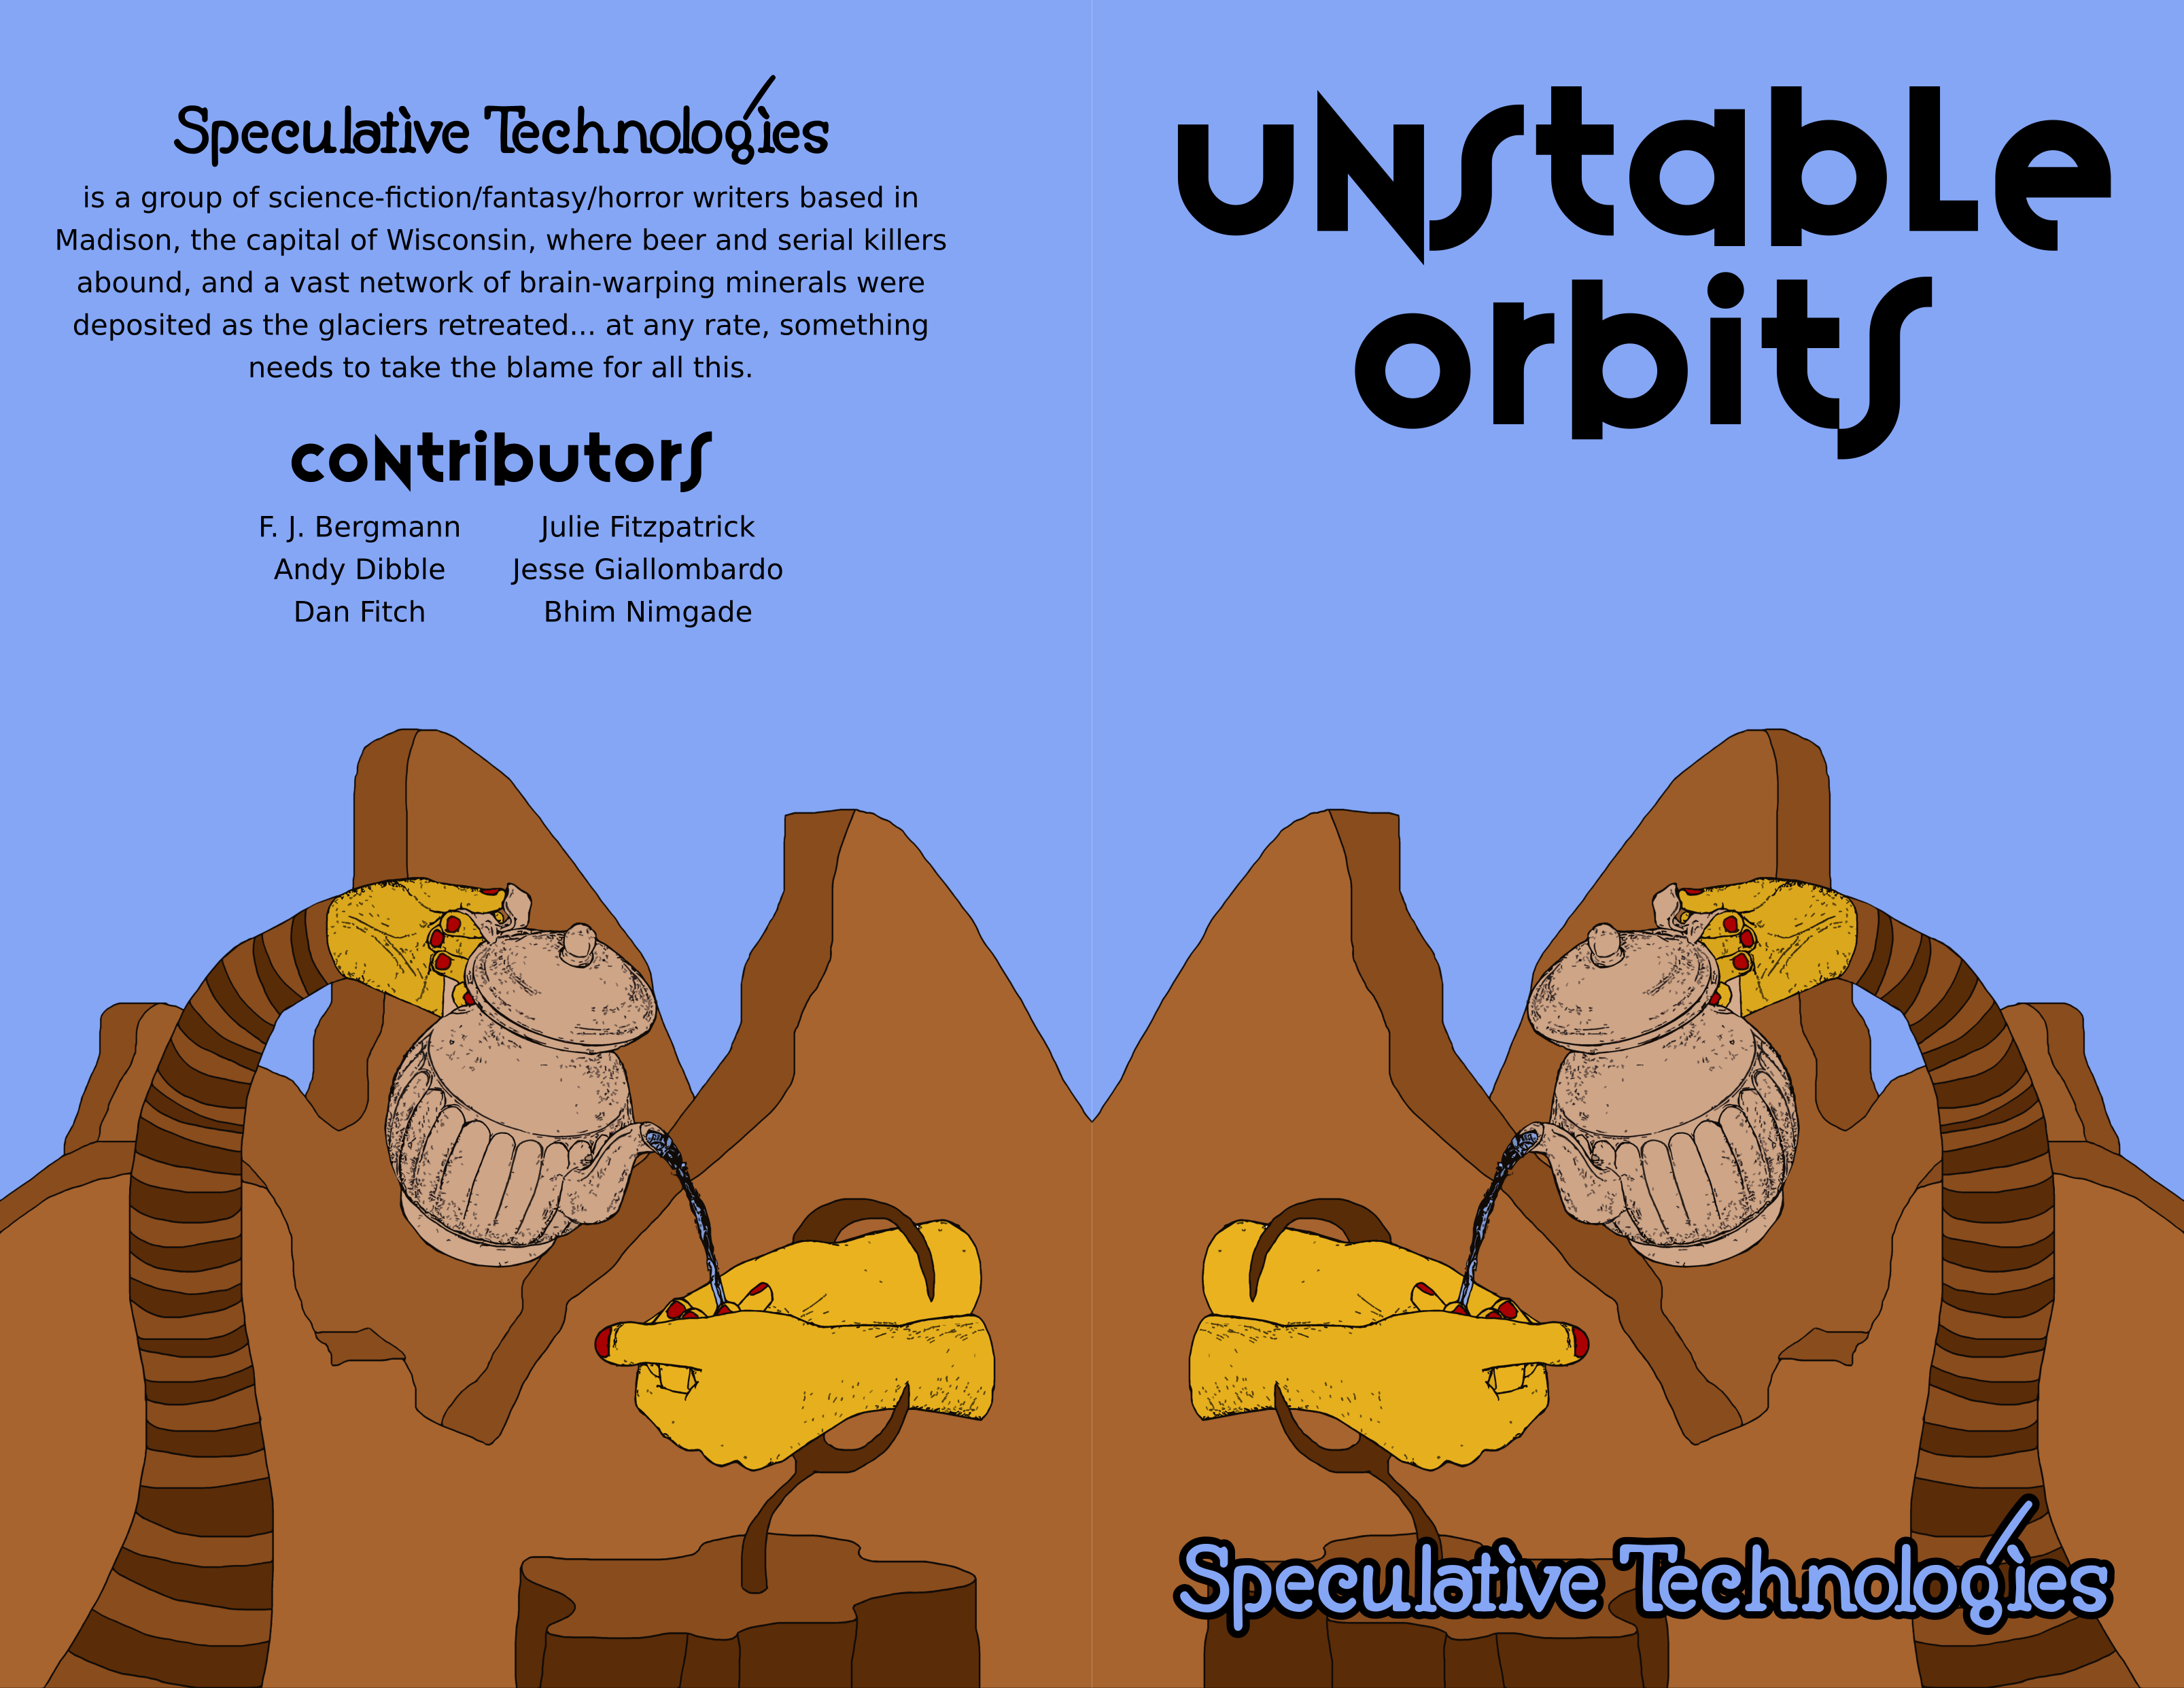 Speculative Technologies
is a group of science-fiction/fantasy/horror writers based in
Madison, the capital of Wisconsin, where beer and serial killers
abound, and a vast network of brain-warping minerals were
deposited as the glaciers retreated... at any rate, something
needs to take the blame for all this.
contributors
F. J. Bergmann
Andy Dibble
Dan Fitch
Julie Fitzpatrick
Jesse Giallombardo
Bhim Nimgade
unstable
orbits
Speculative Technologies